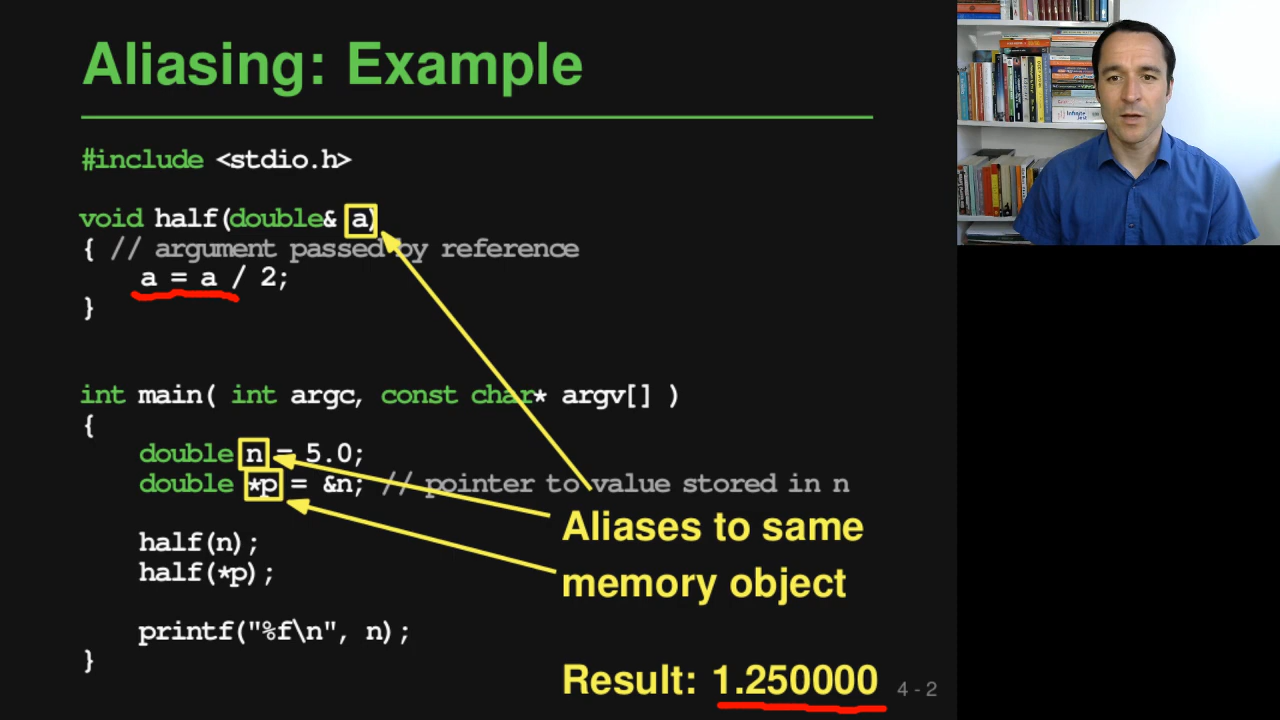 Aliasing: Example
#include <stdio.h>
void half(double& a)
{ // argument passed by reference
a = a / 2;
}
int main( int argc, const char* argv[] )
{
double n = 5.0;
double *p = &n; // pointer to value stored in n
half(n);
half(*p);
printf("%f\n", n);
}
Aliases to same
memory object
Result: 1.250000
4 - 2
Infinite
Jest